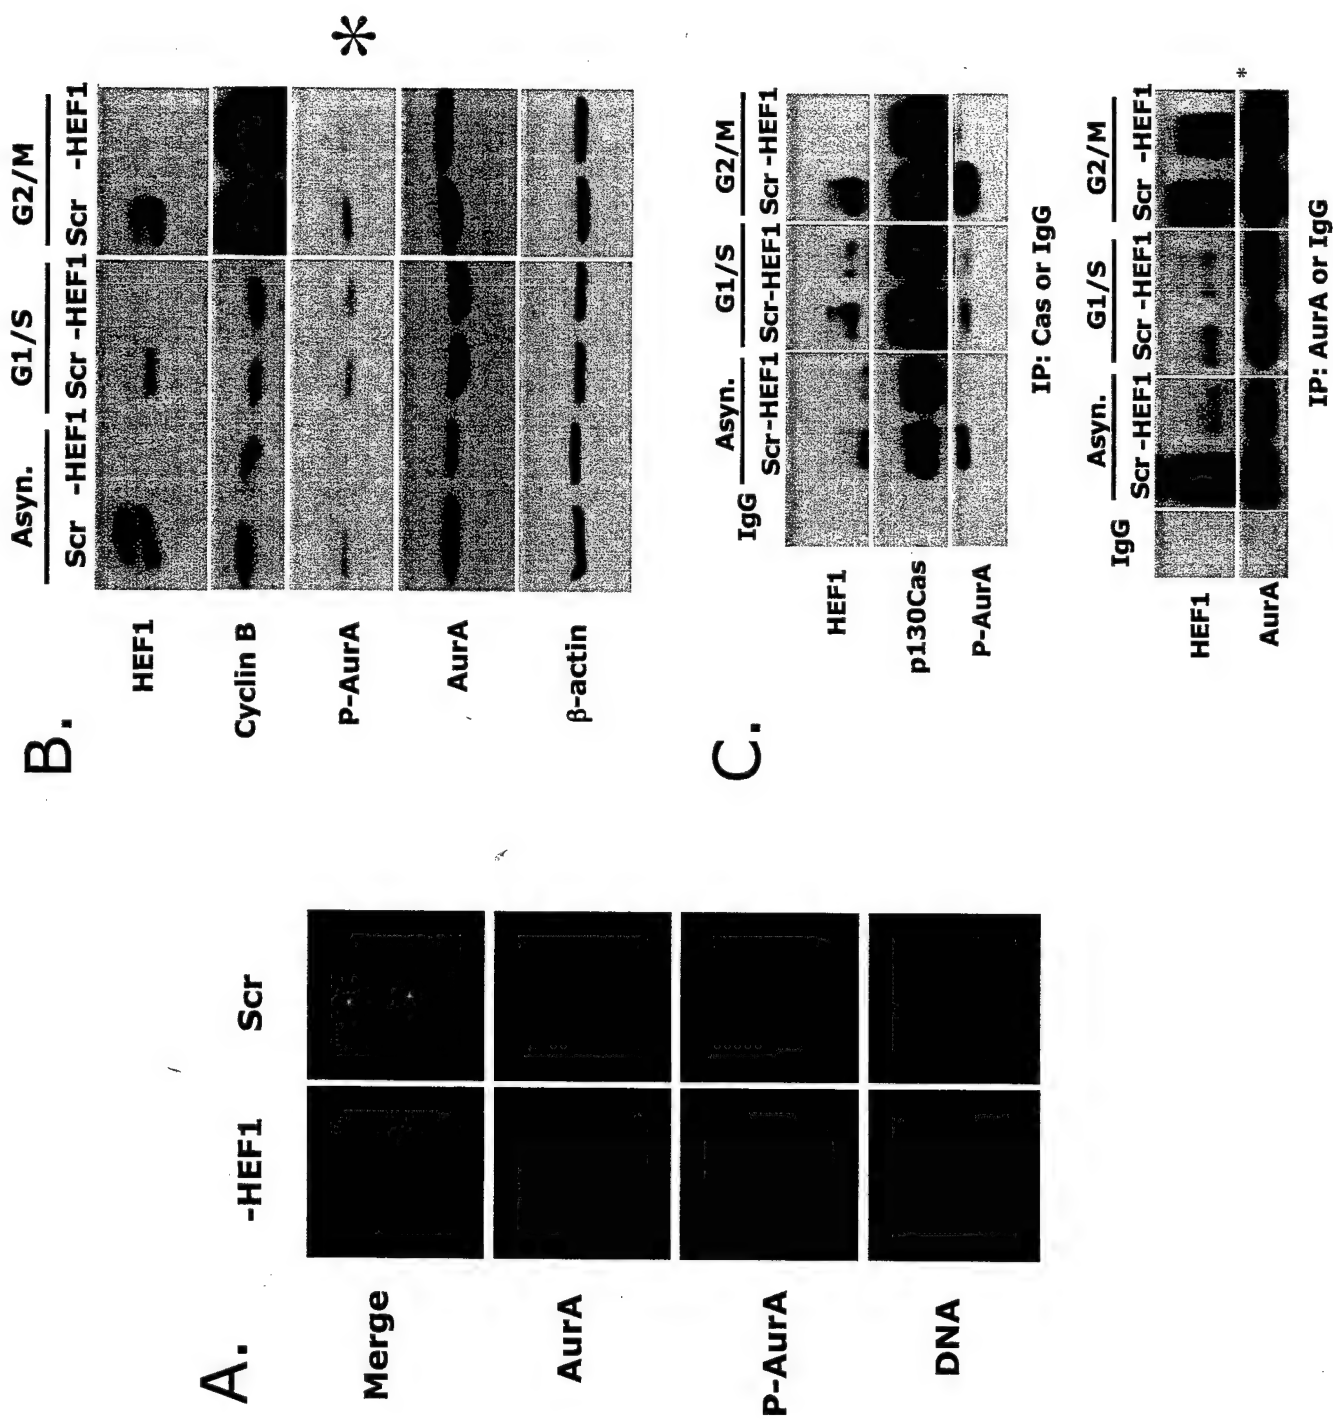 A.
-HEF1 Scr
Merge
AurA
P-AurA
DNA
B.
Asyn. G1/S G2/M
Scr -HEF1 Scr -HEF1 Scr -HEF1
HEF1
Cyclin B
P-AurA *
AurA
β-actin
C.
Asyn. G1/S G2/M
IgG Scr-HEF1 Scr-HEF1 Scr -HEF1
HEF1
p130Cas
P-AurA
IP: Cas or IgG
Asyn. G1/S G2/M
IgG Scr -HEF1 Scr -HEF1 Scr -HEF1
HEF1
AurA *
IP: AurA or IgG